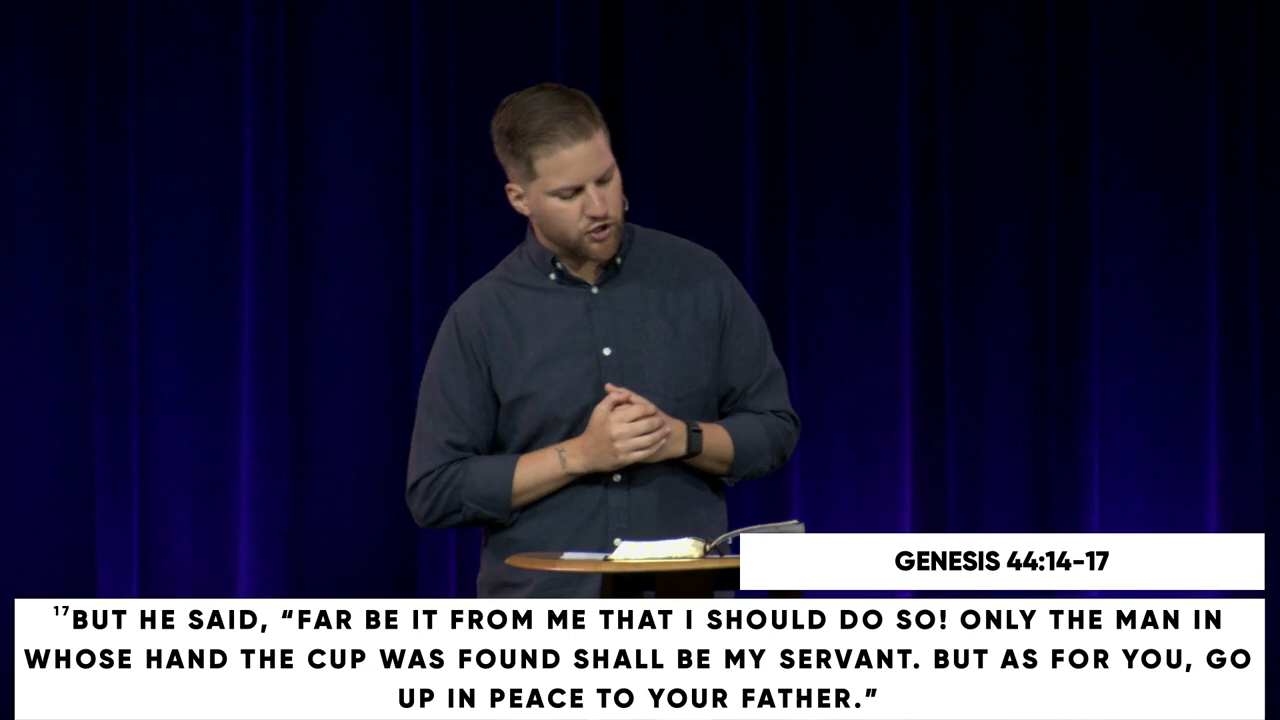 GENESIS 44:14-17
¹⁷BUT HE SAID, “FAR BE IT FROM ME THAT I SHOULD DO SO! ONLY THE MAN IN
WHOSE HAND THE CUP WAS FOUND SHALL BE MY SERVANT. BUT AS FOR YOU, GO
UP IN PEACE TO YOUR FATHER.”